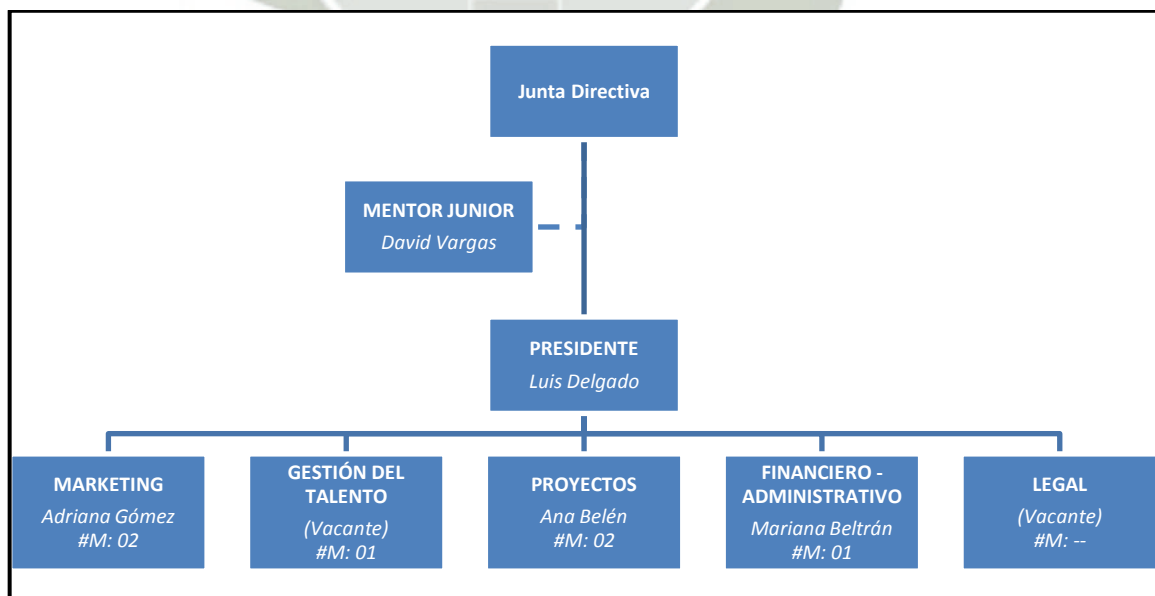 Junta Directiva
MENTOR JUNIOR
David Vargas
PRESIDENTE
Luis Delgado
MARKETING
Adriana Gómez
#M: 02
GESTIÓN DEL
TALENTO
(Vacante)
#M: 01
PROYECTOS
Ana Belén
#M: 02
FINANCIERO -
ADMINISTRATIVO
Mariana Beltrán
#M: 01
LEGAL
(Vacante)
#M: --